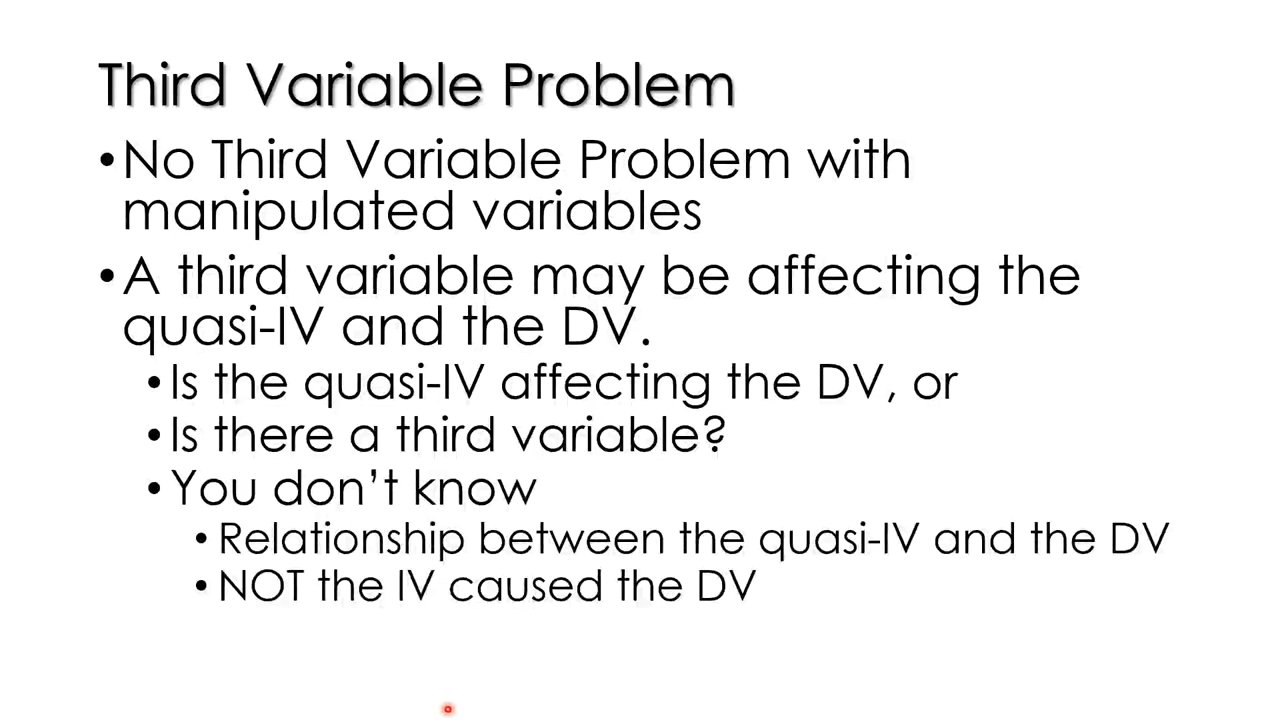 Third Variable Problem
•No Third Variable Problem with
manipulated variables
•A third variable may be affecting the
quasi-IV and the DV.
•Is the quasi-IV affecting the DV, or
•Is there a third variable?
•You don’t know
•Relationship between the quasi-IV and the DV
•NOT the IV caused the DV